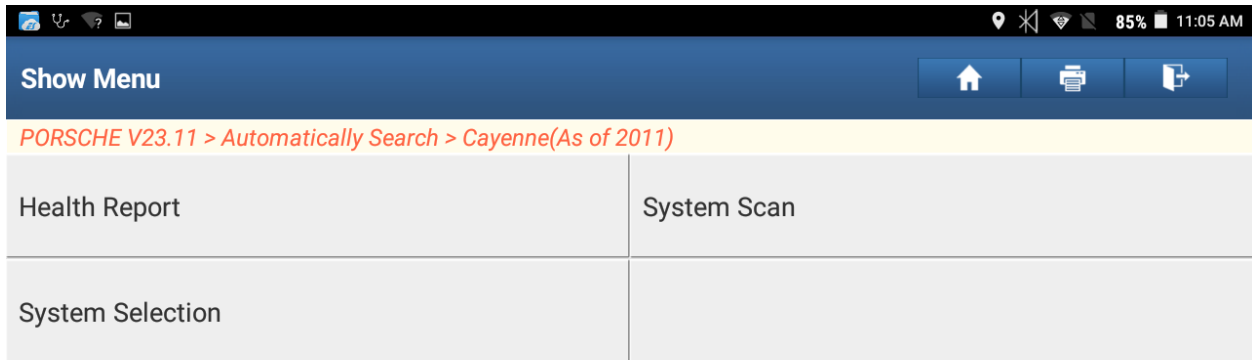 85% 11:05 AM
Show Menu
PORSCHE V23.11 > Automatically Search > Cayenne(As of 2011)
Health Report
System Scan
System Selection